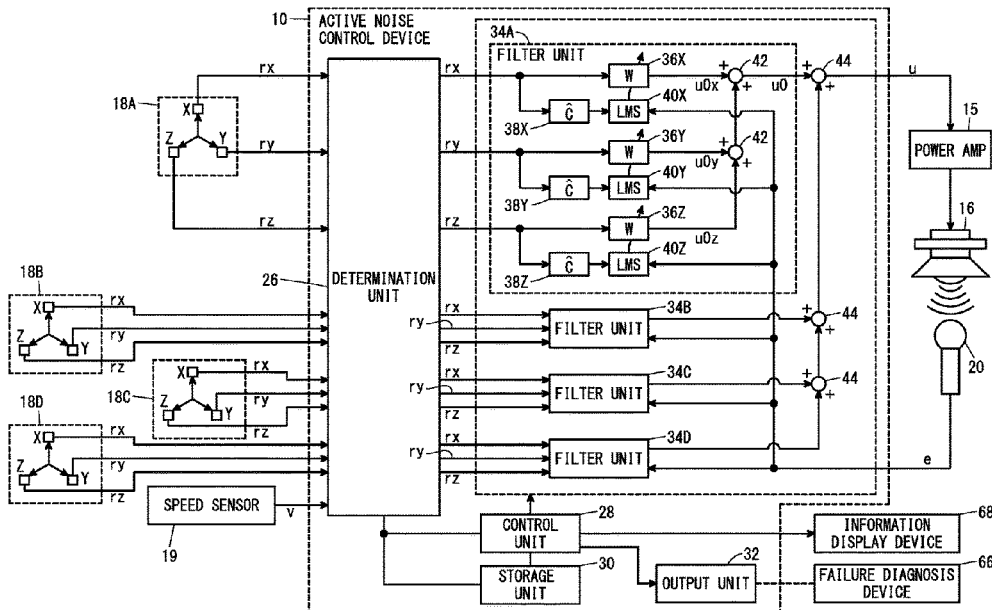 10
ACTIVE NOISE
CONTROL DEVICE
34A
FILTER UNIT
rx
rx
36X
42
44
W
u0x
u0
u
+
+
+
+
+
18A
X
Z
Y
Ĉ
38X
LMS
40X
15
POWER AMP
ry
ry
36Y
42
W
u0y
+
+
Ĉ
38Y
LMS
40Y
16
rz
rz
36Z
W
u0z
Ĉ
38Z
LMS
40Z
26
DETERMINATION
UNIT
18B
X
Z
Y
rx
ry
rz
rx
ry
rz
34B
FILTER UNIT
+
+
44
20
18C
X
Z
Y
rx
ry
rz
rx
ry
rz
34C
FILTER UNIT
+
+
44
18D
X
Z
Y
rx
ry
rz
rx
ry
rz
34D
FILTER UNIT
e
SPEED SENSOR
19
v
28
CONTROL
UNIT
68
INFORMATION
DISPLAY DEVICE
30
STORAGE
UNIT
32
OUTPUT UNIT
66
FAILURE DIAGNOSIS
DEVICE